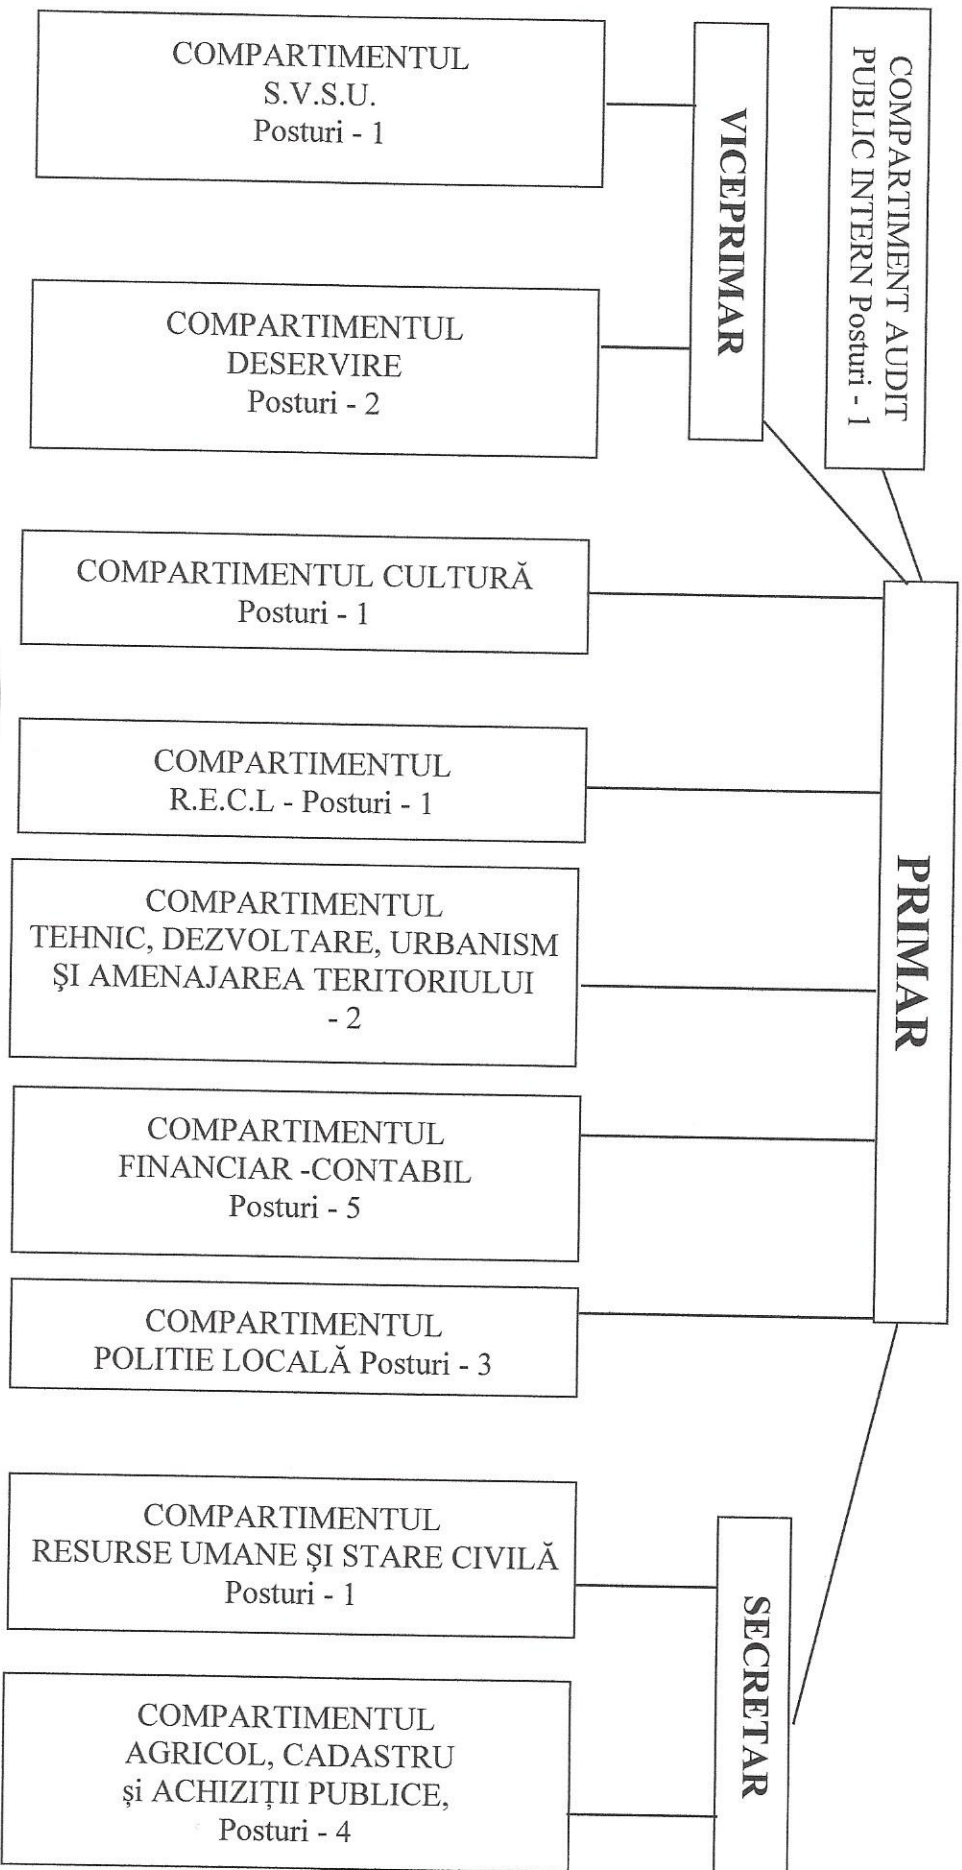 COMPARTIMENT AUDIT
PUBLIC INTERN Posturi - 1
VICEPRIMAR
COMPARTIMENTUL
S.V.S.U.
Posturi - 1
COMPARTIMENTUL
DESERVIRE
Posturi - 2
PRIMAR
COMPARTIMENTUL CULTURĂ
Posturi - 1
COMPARTIMENTUL
R.E.C.L - Posturi - 1
COMPARTIMENTUL
TEHNIC, DEZVOLTARE, URBANISM
ŞI AMENAJAREA TERITORIULUI
- 2
COMPARTIMENTUL
FINANCIAR -CONTABIL
Posturi - 5
COMPARTIMENTUL
POLITIE LOCALĂ Posturi - 3
SECRETAR
COMPARTIMENTUL
RESURSE UMANE ŞI STARE CIVILĂ
Posturi - 1
COMPARTIMENTUL
AGRICOL, CADASTRU
și ACHIZIȚII PUBLICE,
Posturi - 4